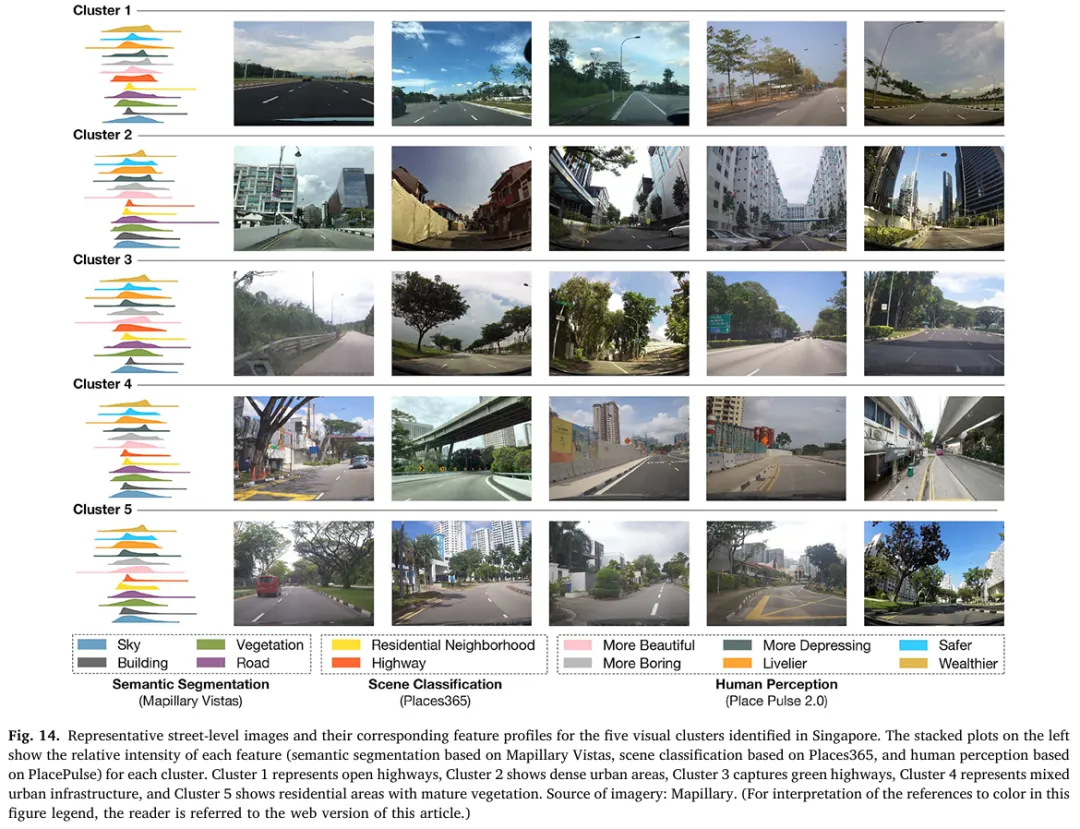 Cluster 1
Cluster 2
Cluster 3
Cluster 4
Cluster 5
Sky
Vegetation
Residential Neighborhood
More Beautiful
More Depressing
Safer
Building
Road
Highway
More Boring
Livelier
Wealthier
Semantic Segmentation
(Mapillary Vistas)
Scene Classification
(Places365)
Human Perception
(Place Pulse 2.0)
Fig. 14. Representative street-level images and their corresponding feature profiles for the five visual clusters identified in Singapore. The stacked plots on the left
show the relative intensity of each feature (semantic segmentation based on Mapillary Vistas, scene classification based on Places365, and human perception based
on PlacePulse) for each cluster. Cluster 1 represents open highways, Cluster 2 shows dense urban areas, Cluster 3 captures green highways, Cluster 4 represents mixed
urban infrastructure, and Cluster 5 shows residential areas with mature vegetation. Source of imagery: Mapillary. (For interpretation of the references to color in this
figure legend, the reader is referred to the web version of this article.)